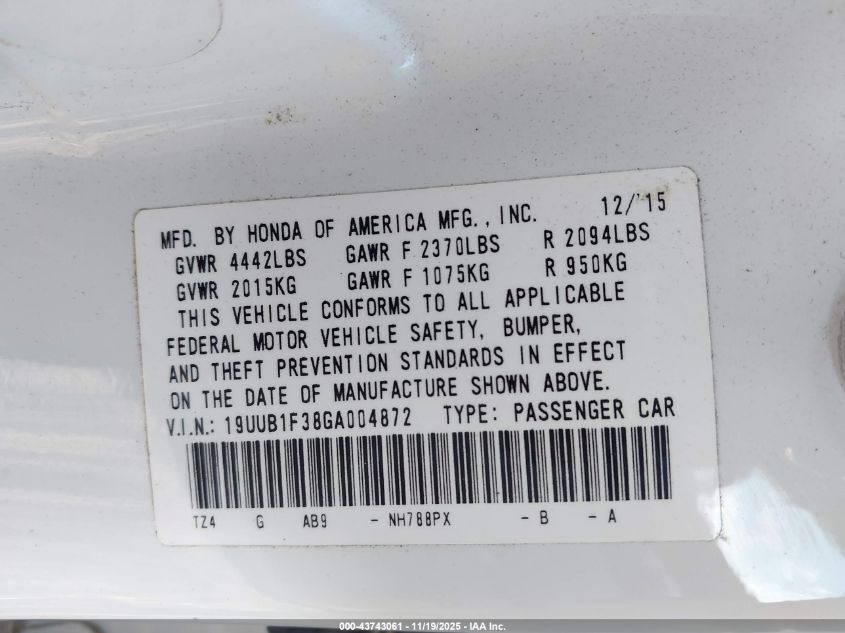 MFD. BY HONDA OF AMERICA MFG., INC. 12/'15
GVWR 4442LBS GAWR F 2370LBS R 2094LBS
GVWR 2015KG GAWR F 1075KG R 950KG
THIS VEHICLE CONFORMS TO ALL APPLICABLE
FEDERAL MOTOR VEHICLE SAFETY, BUMPER,
AND THEFT PREVENTION STANDARDS IN EFFECT
ON THE DATE OF MANUFACTURE SHOWN ABOVE.
V.I.N.: 19UUB1F38GA004872 TYPE: PASSENGER CAR
TZ4 G AB9 - NH788PX - B - A
000-43743061 - 11/19/2025 - IAA Inc.